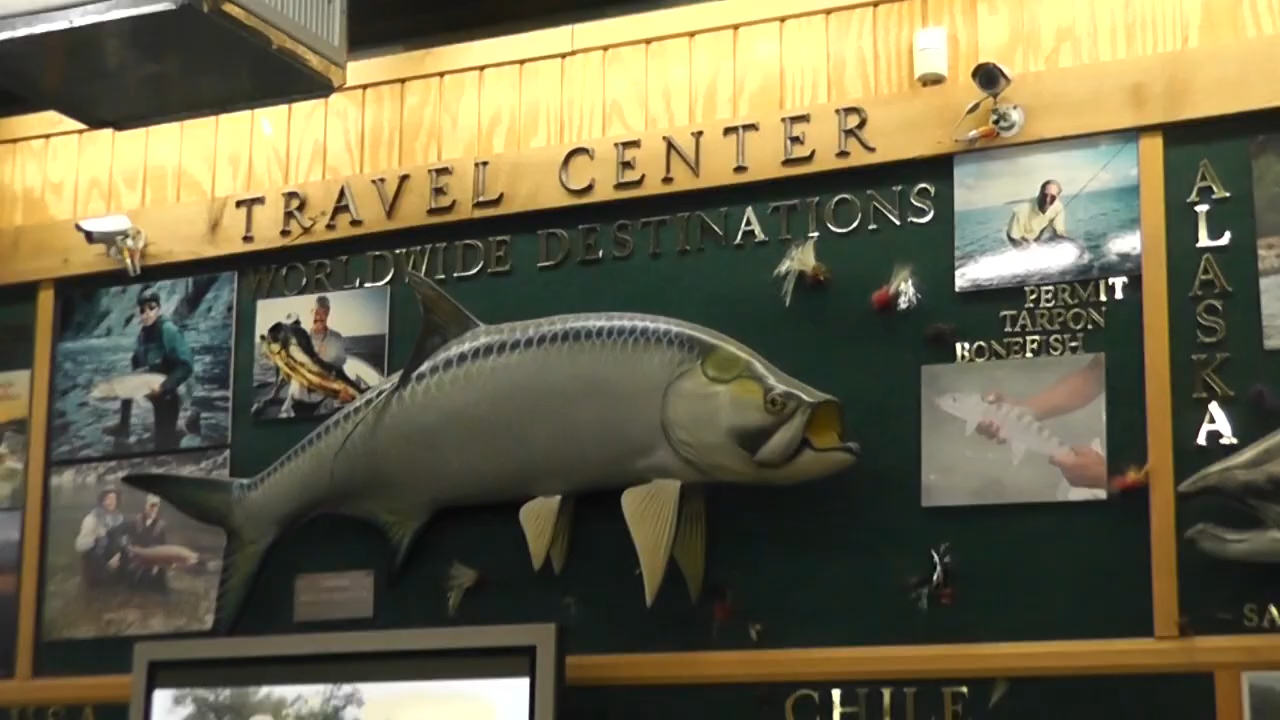 TRAVEL CENTER
WORLDWIDE DESTINATIONS
PERMIT
TARPON
BONEFISH
ALASKA
CHILE